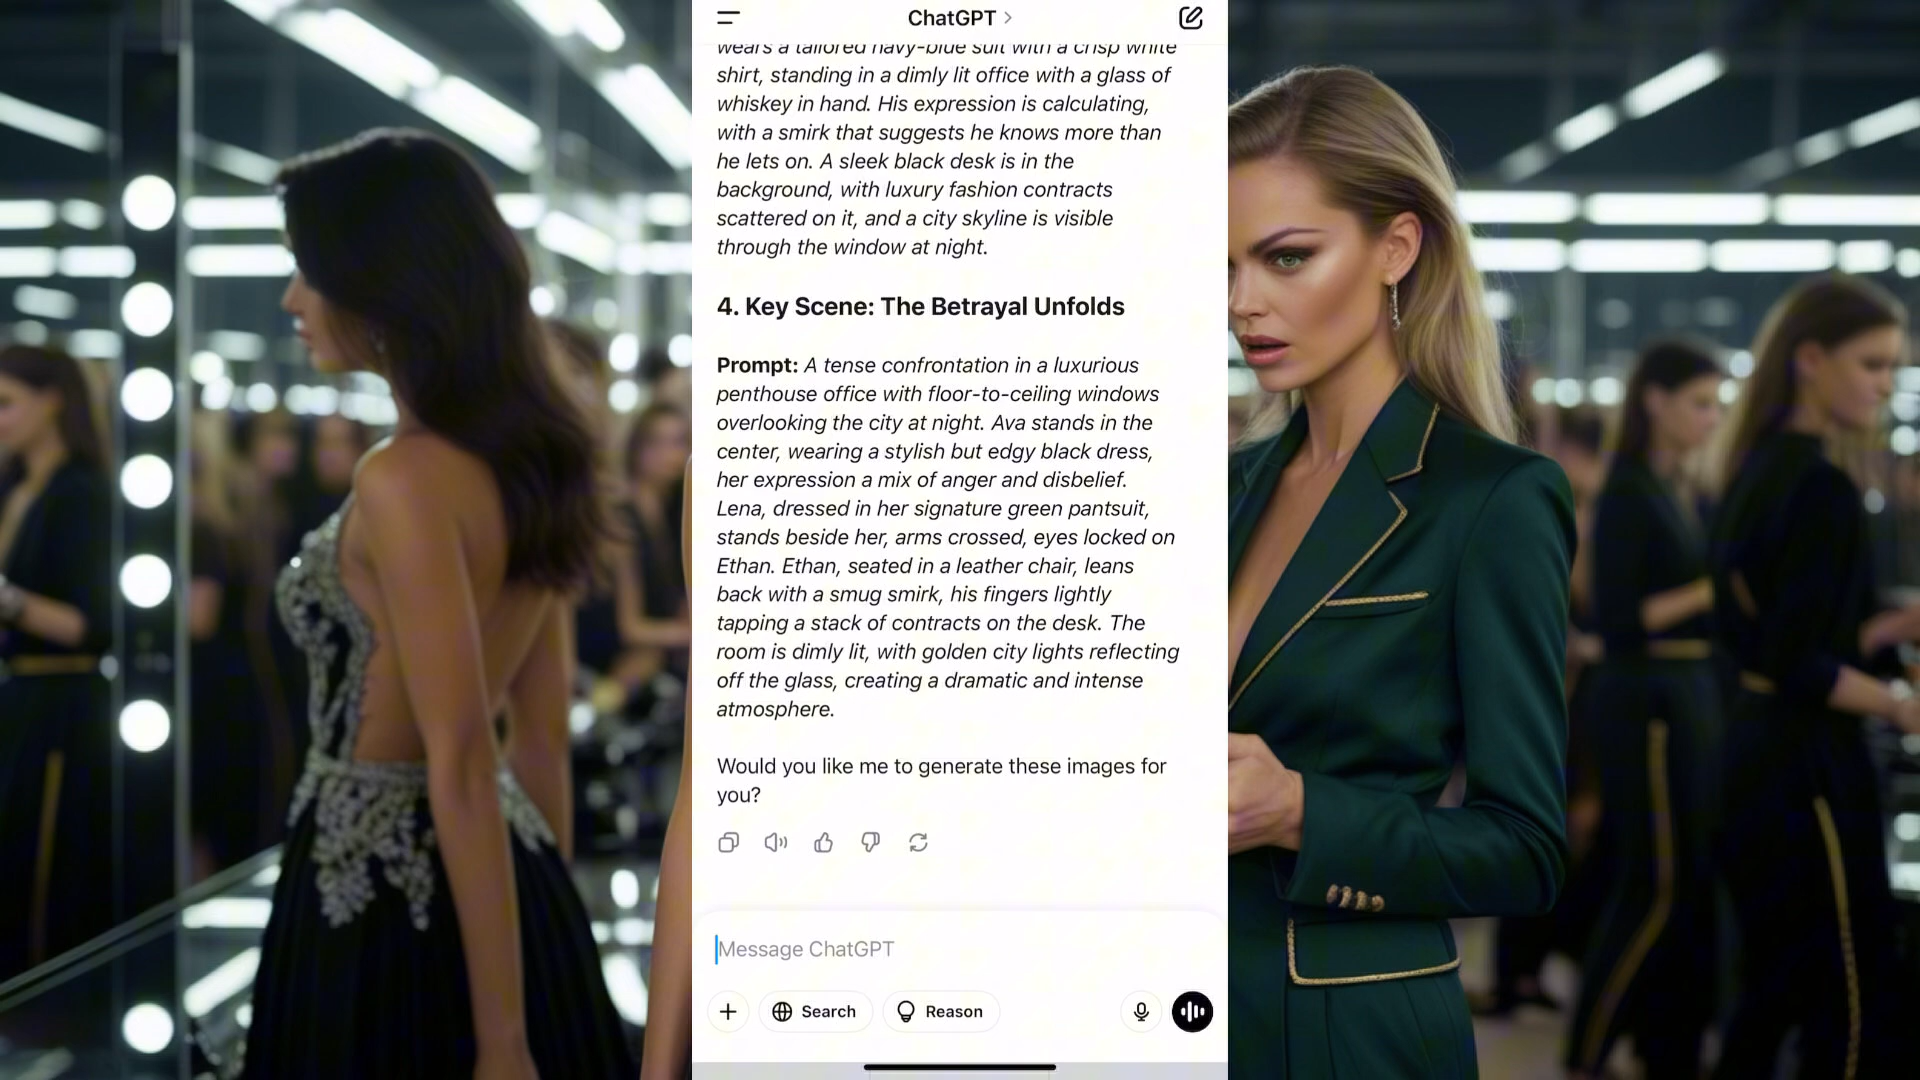 ChatGPT
wears a tailored navy-blue suit with a crisp white
shirt, standing in a dimly lit office with a glass of
whiskey in hand. His expression is calculating,
with a smirk that suggests he knows more than
he lets on. A sleek black desk is in the
background, with luxury fashion contracts
scattered on it, and a city skyline is visible
through the window at night.
4. Key Scene: The Betrayal Unfolds
Prompt: A tense confrontation in a luxurious
penthouse office with floor-to-ceiling windows
overlooking the city at night. Ava stands in the
center, wearing a stylish but edgy black dress,
her expression a mix of anger and disbelief.
Lena, dressed in her signature green pantsuit,
stands beside her, arms crossed, eyes locked on
Ethan. Ethan, seated in a leather chair, leans
back with a smug smirk, his fingers lightly
tapping a stack of contracts on the desk. The
room is dimly lit, with golden city lights reflecting
off the glass, creating a dramatic and intense
atmosphere.
Would you like me to generate these images for
you?
Message ChatGPT
Search
Reason